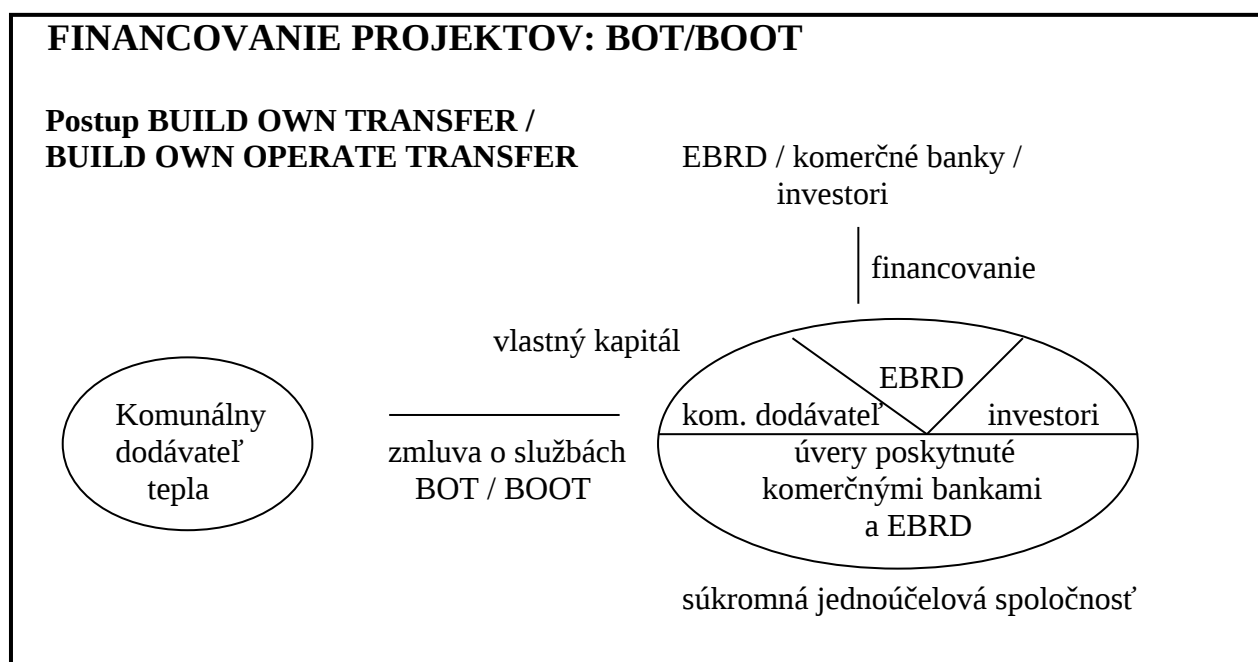 FINANCOVANIE PROJEKTOV: BOT/BOOT
Postup BUILD OWN TRANSFER /
BUILD OWN OPERATE TRANSFER
EBRD / komerčné banky /
investori
financovanie
vlastný kapitál
EBRD
kom. dodávateľ
investori
Komunálny
dodávateľ
tepla
zmluva o službách
BOT / BOOT
úvery poskytnuté
komerčnými bankami
a EBRD
súkromná jednoúčelová spoločnosť